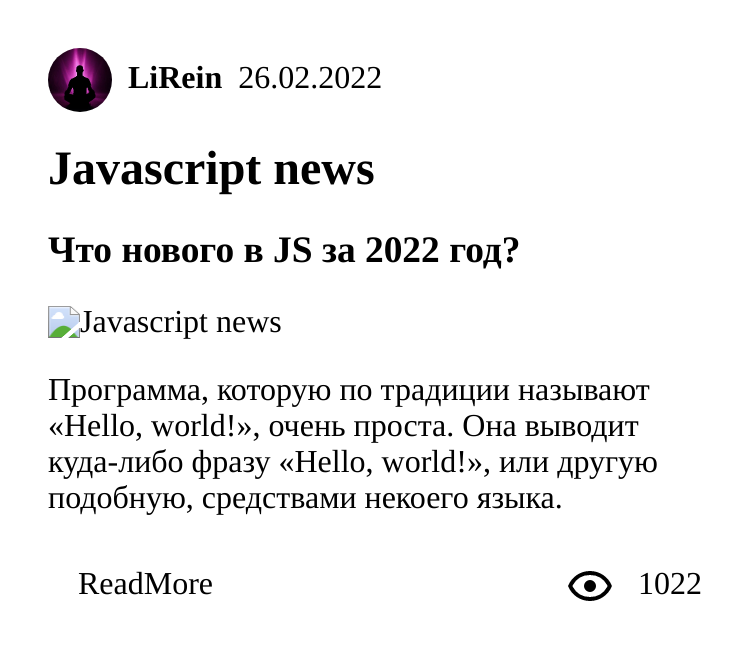 LiRein 26.02.2022
Javascript news
Что нового в JS за 2022 год?
Javascript news
Программа, которую по традиции называют
«Hello, world!», очень проста. Она выводит
куда-либо фразу «Hello, world!», или другую
подобную, средствами некоего языка.
ReadMore 1022